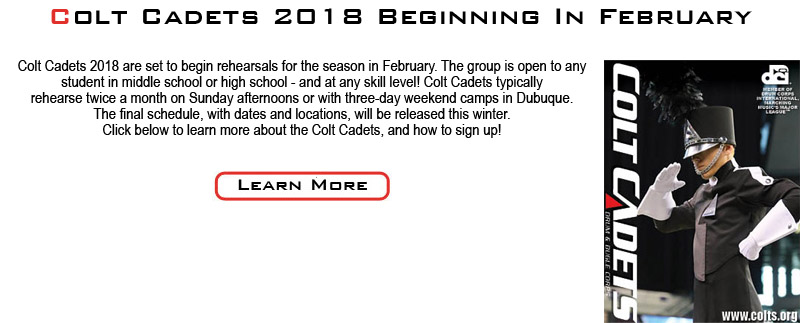 Colt Cadets 2018 Beginning In February
Colt Cadets 2018 are set to begin rehearsals for the season in February. The group is open to any
student in middle school or high school - and at any skill level! Colt Cadets typically
rehearse twice a month on Sunday afternoons or with three-day weekend camps in Dubuque.
The final schedule, with dates and locations, will be released this winter.
Click below to learn more about the Colt Cadets, and how to sign up!
Learn More
COLT CADETS
DRUM & BUGLE CORPS
MEMBER OF
DRUM CORPS
INTERNATIONAL,
MARCHING
MUSIC'S MAJOR
LEAGUE™
www.colts.org